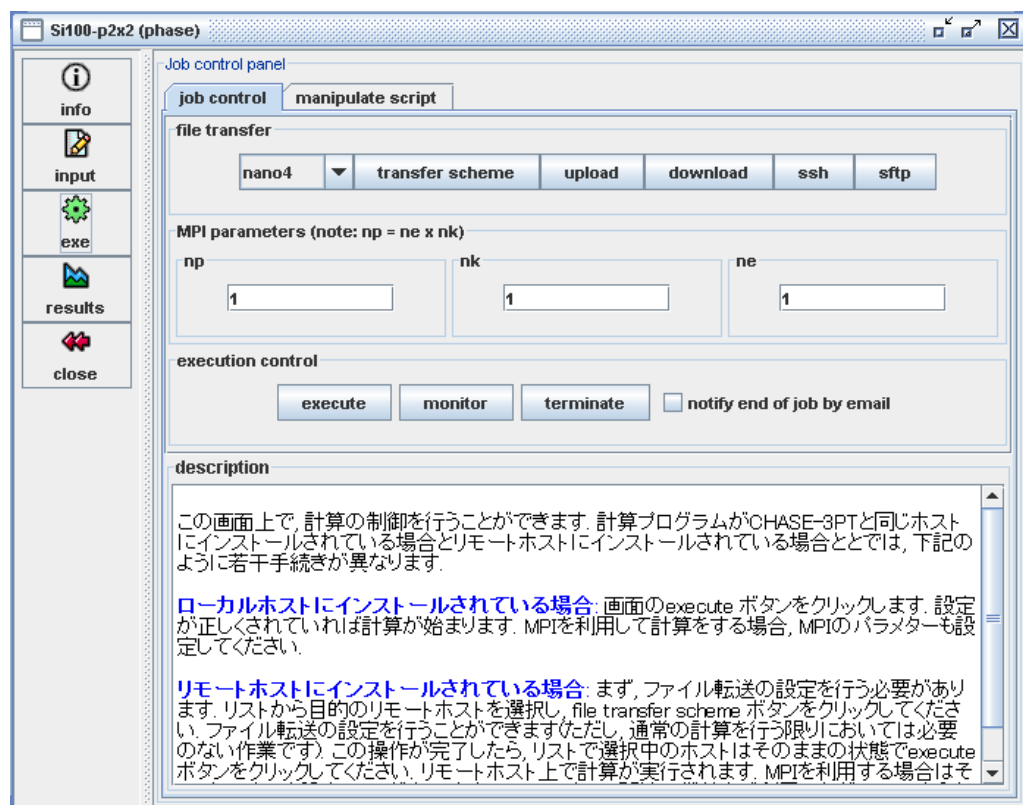 Si100-p2x2 (phase)
info
input
exe
results
close
Job control panel
job control manipulate script
file transfer
nano4 transfer scheme upload download ssh sftp
MPI parameters (note: np = ne x nk)
np nk ne
1 1 1
execution control
execute monitor terminate notify end of job by email
description
この画面上で, 計算の制御を行うことができます. 計算プログラムがCHASE-3PTと同じホスト
にインストールされている場合とリモートホストにインストールされている場合ととでは, 下記の
ように若干手続きが異なります.
ローカルホストにインストールされている場合: 画面のexecute ボタンをクリックします. 設定
が正しくされていれば計算が始まります. MPIを利用して計算をする場合, MPIのパラメターも設
定してください.
リモートホストにインストールされている場合: まず, ファイル転送の設定を行う必要があり
ます. リストから目的のリモートホストを選択し, file transfer scheme ボタンをクリックしてくださ
い. ファイル転送の設定を行うことができます(ただし, 通常の計算を行う限りにおいては必要
のない作業です). この操作が完了したら, リストで選択中のホストはそのままの状態でexecute
ボタンをクリックしてください. リモートホスト上で計算が実行されます. MPIを利用する場合はそ